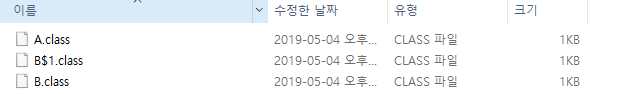 이름 수정한 날짜 유형 크기
A.class 2019-05-04 오후... CLASS 파일 1KB
B$1.class 2019-05-04 오후... CLASS 파일 1KB
B.class 2019-05-04 오후... CLASS 파일 1KB